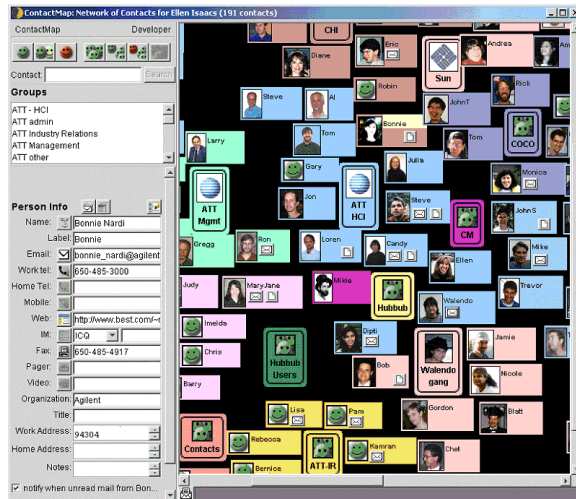 ContactMap: Network of Contacts for Ellen Isaacs (191 contacts)
ContactMap
Developer
Contact:
Search
Groups
ATT - HCI
ATT admin
ATT Industry Relations
ATT Management
ATT other
Person Info
Name: Bonnie Nardi
Label: Bonnie
Email: bonnie_nardi@agilent
Work tel: 650-485-3000
Home Tel:
Mobile:
Web: http://www.best.com/~
IM: ICQ
Fax: 650-485-4917
Pager:
Video:
Organization: Agilent
Title:
Work Address: 94304
Home Address:
Notes:
notify when unread mail from Bon...
CHI
Diane
Eric
Sun
Andrea
Am
Robin
Rick
Steve
Al
JohnT
Bonnie
Tom
Tom
COCO
Larry
Gary
Julia
Monica
ATT
Mgmt
Jon
ATT
HCI
Steve
CM
JohnS
Gregg
Ron
Loren
Candy
Mike
Ellen
Judy
MaryJane
Mikie
Hubbub
Walendo
Trevor
Imelda
Dipti
Jamie
Chris
Hubbub
Users
Bob
Walendo
gang
Nicole
Barry
Lisa
Pam
Gordon
Blatt
Contacts
Rebecca
ATT-IR
Kamran
Chet
Bernice